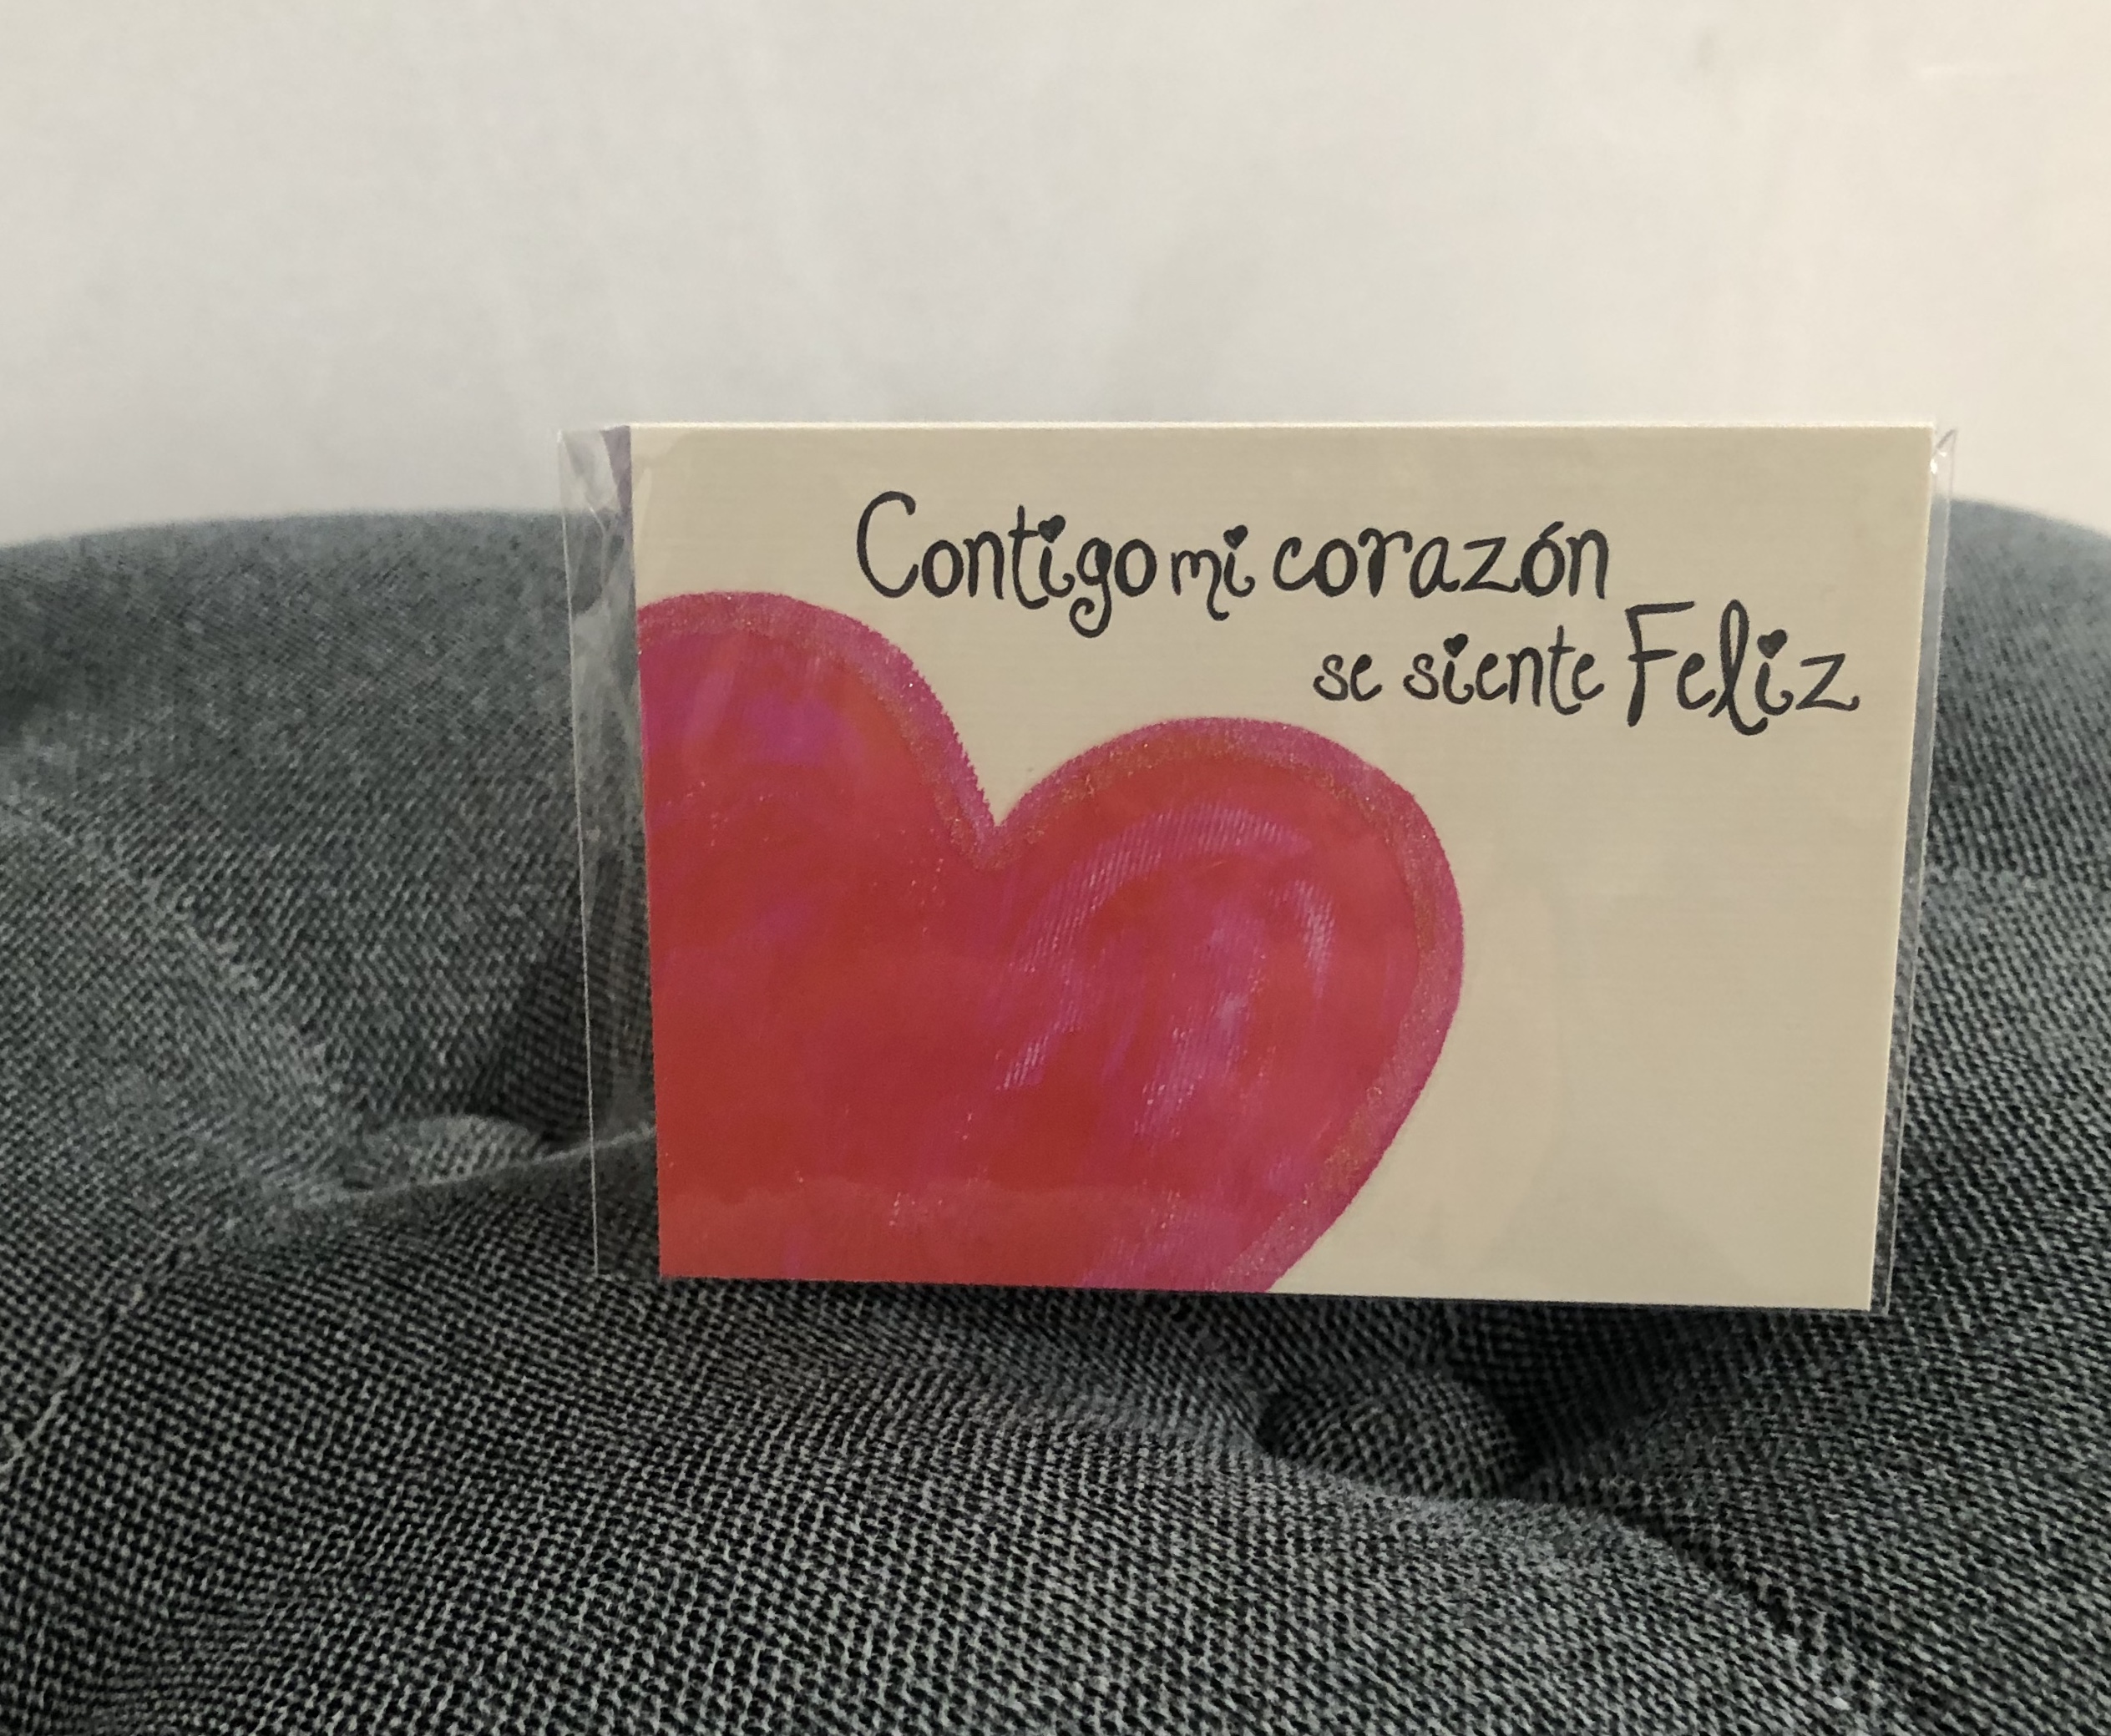 Contigo mi corazón
se siente Feliz